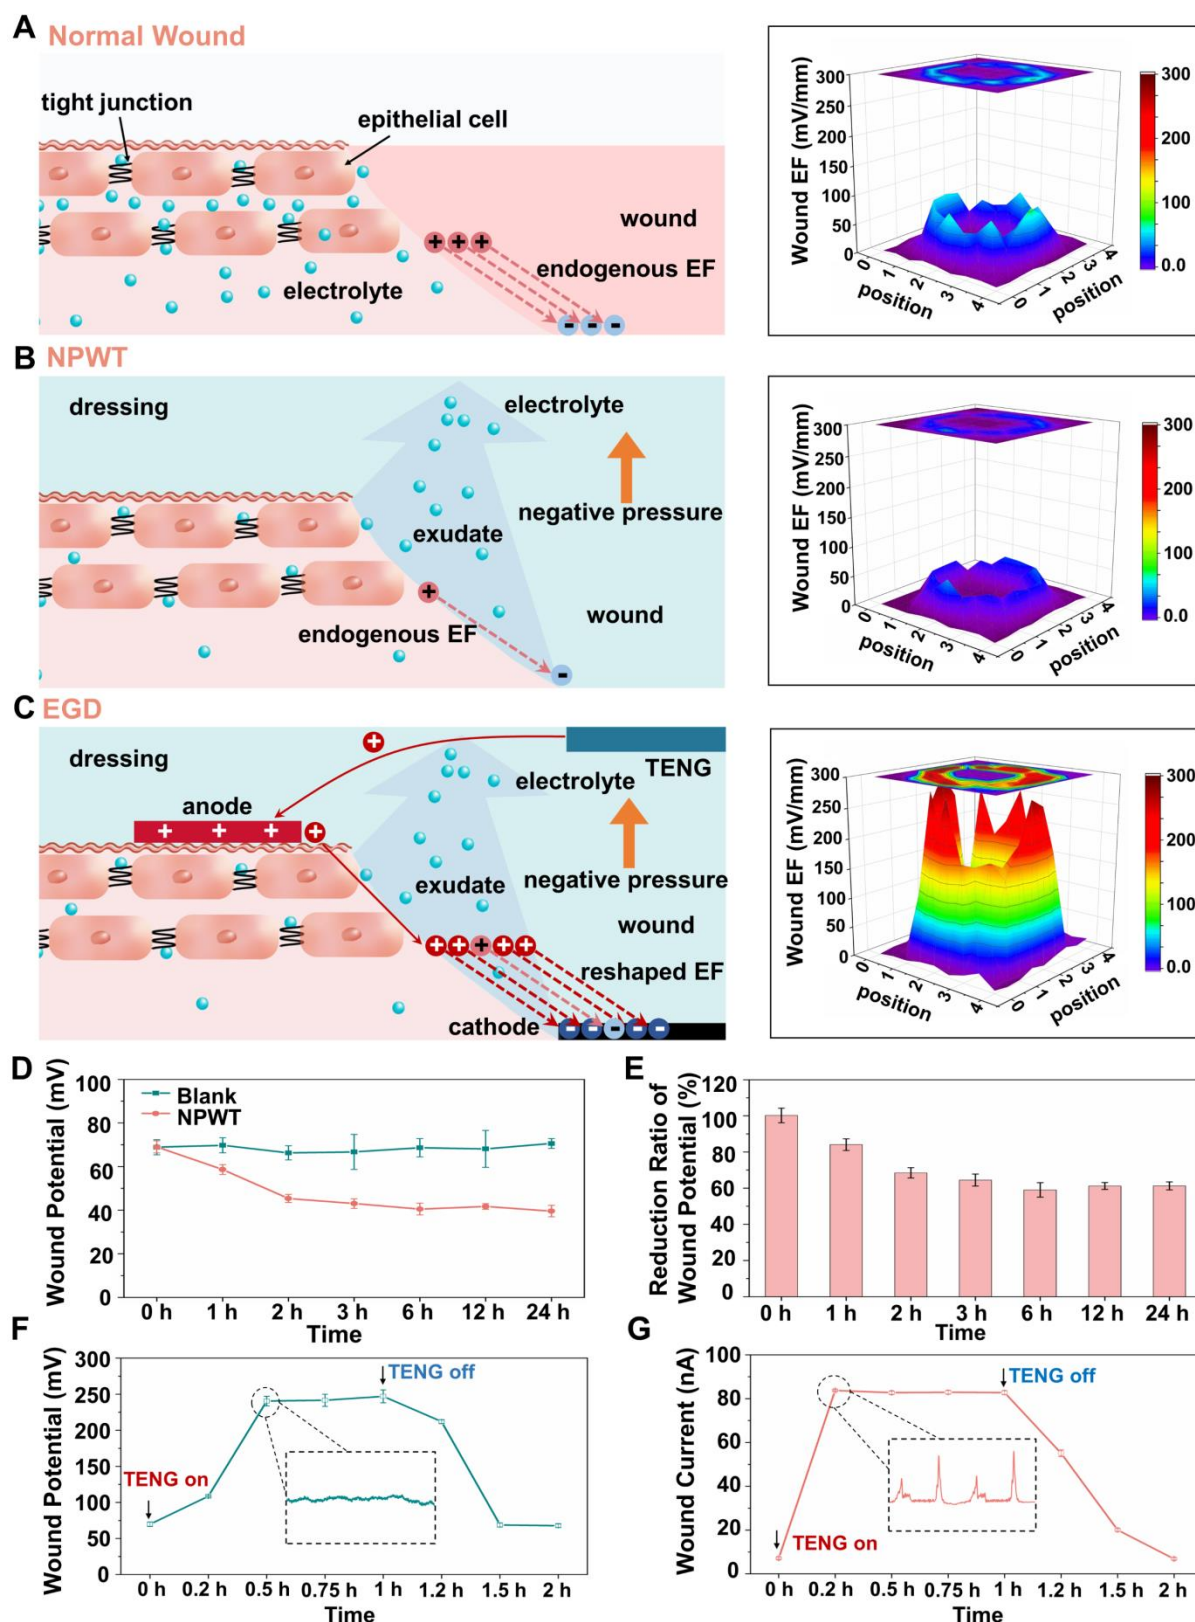 A
Normal Wound
tight junction
epithelial cell
wound
endogenous EF
electrolyte
+ + +
- - -
Wound EF (mV/mm)
300
250
200
150
100
50
0
0
1
2
3
4
position
0
1
2
3
4
position
300
200
100
0.0
B
NPWT
dressing
electrolyte
negative pressure
exudate
wound
endogenous EF
+
-
Wound EF (mV/mm)
300
250
200
150
100
50
0
0
1
2
3
4
position
0
1
2
3
4
position
300
200
100
0.0
C
EGD
dressing
+
TENG
electrolyte
anode
+ + + +
negative pressure
exudate
wound
+ + + + +
reshaped EF
cathode
- - - - -
Wound EF (mV/mm)
300
250
200
150
100
50
0
0
1
2
3
4
position
0
1
2
3
4
position
300
200
100
0.0
D
Wound Potential (mV)
100
80
60
40
20
0
Blank
NPWT
0 h 1 h 2 h 3 h 6 h 12 h 24 h
Time
E
Reduction Ratio of
Wound Potential (%)
120
100
80
60
40
20
0
0 h 1 h 2 h 3 h 6 h 12 h 24 h
Time
F
Wound Potential (mV)
300
250
200
150
100
50
0
TENG on
TENG off
0 h 0.2 h 0.5 h 0.75 h 1 h 1.2 h 1.5 h 2 h
Time
G
Wound Current (nA)
100
80
60
40
20
0
TENG on
TENG off
0 h 0.2 h 0.5 h 0.75 h 1 h 1.2 h 1.5 h 2 h
Time